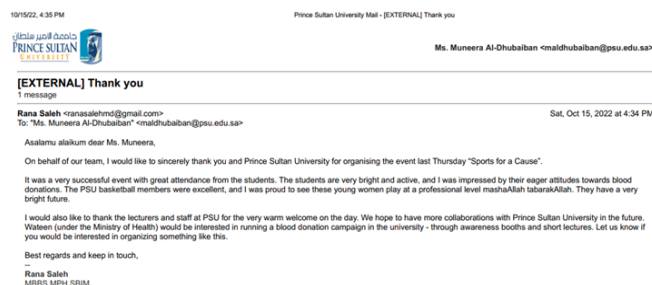 10/15/22, 4:35 PM
Prince Sultan University Mail - [EXTERNAL] Thank you
جامعة الأمير سلطان
PRINCE SULTAN
UNIVERSITY
Ms. Muneera Al-Dhubaiban <maldhubaiban@psu.edu.sa>
[EXTERNAL] Thank you
1 message
Rana Saleh <ranasalehmd@gmail.com>
Sat, Oct 15, 2022 at 4:34 PM
To: "Ms. Muneera Al-Dhubaiban" <maldhubaiban@psu.edu.sa>
Asalamu alaikum dear Ms. Muneera,
On behalf of our team, I would like to sincerely thank you and Prince Sultan University for organising the event last Thursday “Sports for a Cause”.
It was a very successful event with great attendance from the students. The students are very bright and active, and I was impressed by their eager attitudes towards blood
donations. The PSU basketball members were excellent, and I was proud to see these young women play at a professional level mashaAllah tabarakAllah. They have a very
bright future.
I would also like to thank the lecturers and staff at PSU for the very warm welcome on the day. We hope to have more collaborations with Prince Sultan University in the future.
Wateen (under the Ministry of Health) would be interested in running a blood donation campaign in the university - through awareness booths and short lectures. Let us know if
you would be interested in organizing something like this.
Best regards and keep in touch,
--
Rana Saleh
MBBS MPH SBIM